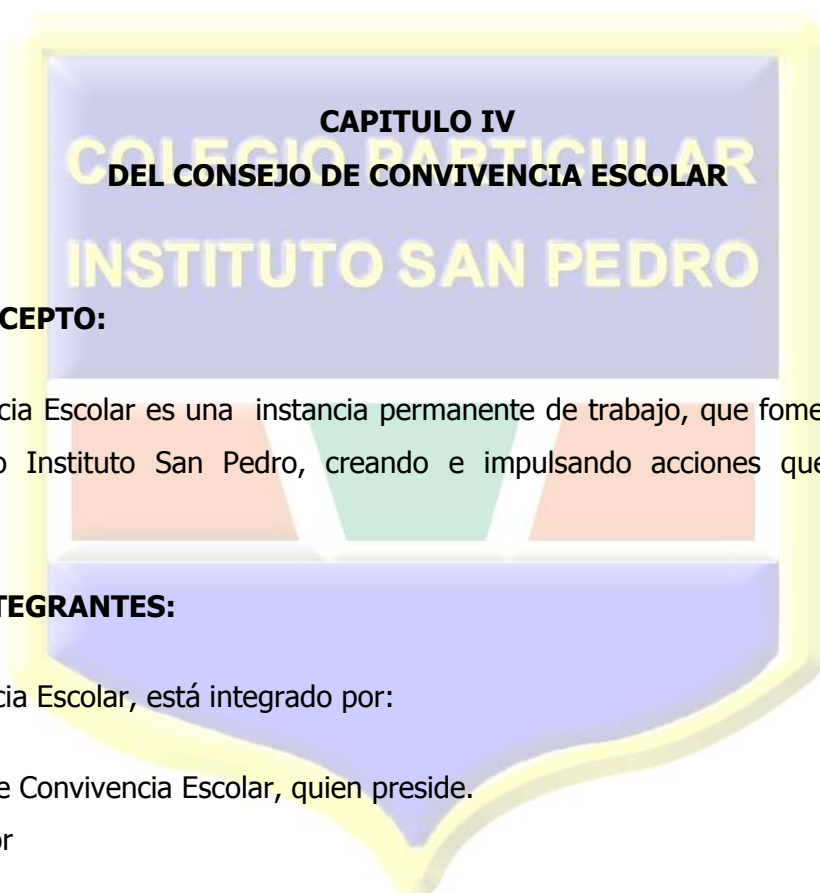 CAPITULO IV
COLEGIO PARTICULAR
DEL CONSEJO DE CONVIVENCIA ESCOLAR
INSTITUTO SAN PEDRO
CEPTO:
cia Escolar es una instancia permanente de trabajo, que fome
o Instituto San Pedro, creando e impulsando acciones que
TEGRANTES:
cia Escolar, está integrado por:
e Convivencia Escolar, quien preside.
or